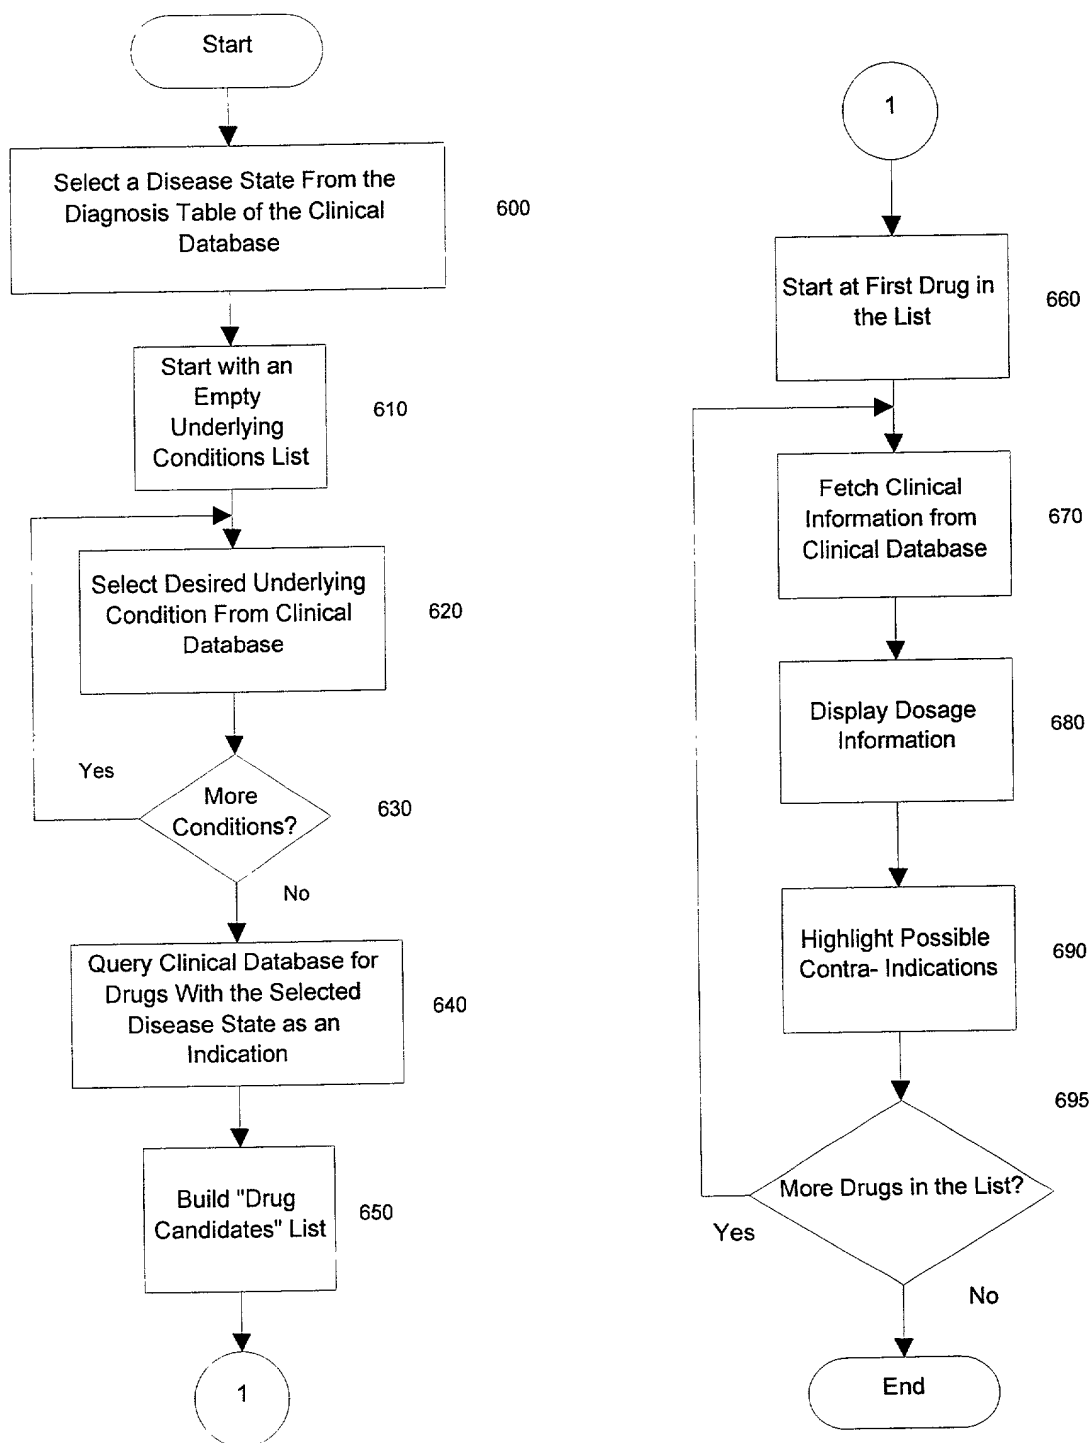 Start
Select a Disease State From the
Diagnosis Table of the Clinical
Database
600
Start with an
Empty
Underlying
Conditions List
610
Select Desired Underlying
Condition From Clinical
Database
620
Yes
More
Conditions?
630
No
Query Clinical Database for
Drugs With the Selected
Disease State as an
Indication
640
Build "Drug
Candidates" List
650
1
1
Start at First Drug in
the List
660
Fetch Clinical
Information from
Clinical Database
670
Display Dosage
Information
680
Highlight Possible
Contra- Indications
690
695
More Drugs in the List?
Yes
No
End